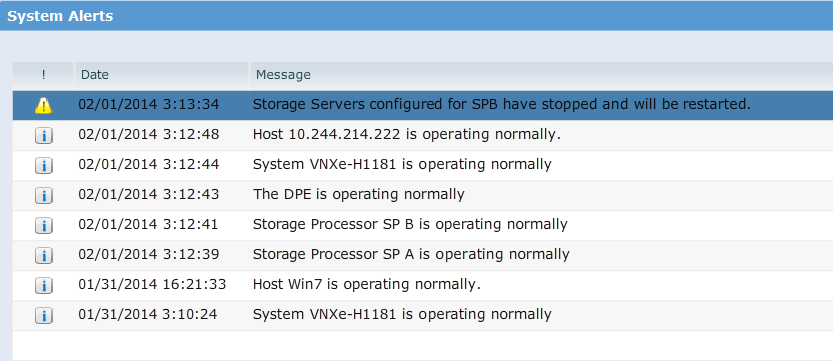 System Alerts
! Date Message
02/01/2014 3:13:34 Storage Servers configured for SPB have stopped and will be restarted.
02/01/2014 3:12:48 Host 10.244.214.222 is operating normally.
02/01/2014 3:12:44 System VNXe-H1181 is operating normally
02/01/2014 3:12:43 The DPE is operating normally
02/01/2014 3:12:41 Storage Processor SP B is operating normally
02/01/2014 3:12:39 Storage Processor SP A is operating normally
01/31/2014 16:21:33 Host Win7 is operating normally.
01/31/2014 3:10:24 System VNXe-H1181 is operating normally